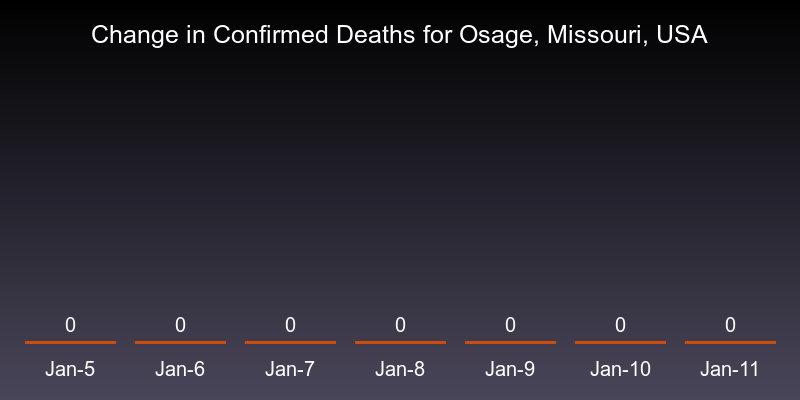 Change in Confirmed Deaths for Osage, Missouri, USA
0 0 0 0 0 0 0
Jan-5 Jan-6 Jan-7 Jan-8 Jan-9 Jan-10 Jan-11